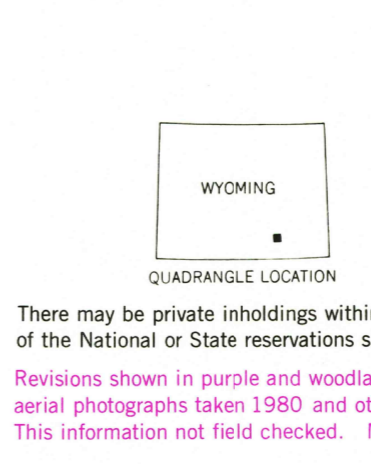 WYOMING
QUADRANGLE LOCATION
There may be private inholdings within
of the National or State reservations s
Revisions shown in purple and woodla
aerial photographs taken 1980 and ot
This information not field checked.